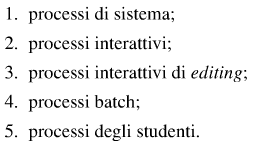 1. processi di sistema;
2. processi interattivi;
3. processi interattivi di editing;
4. processi batch;
5. processi degli studenti.